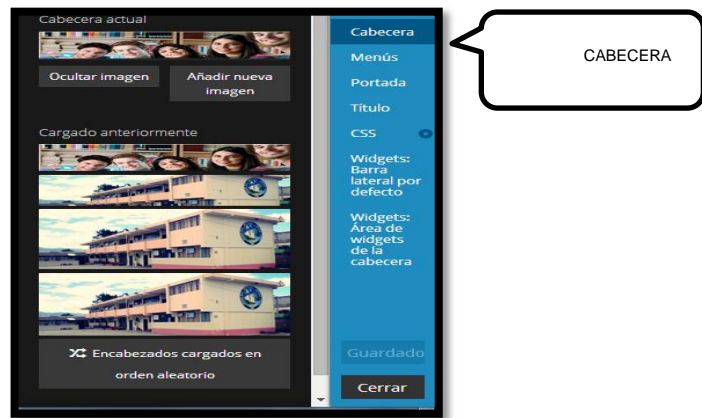 Cabecera actual
Ocultar imagen
Añadir nueva
imagen
Cargado anteriormente
Encabezados cargados en
orden aleatorio
Cabecera
Menús
Portada
Título
CSS
Widgets:
Barra
lateral por
defecto
Widgets:
Área de
widgets
de la
cabecera
Guardado
Cerrar
CABECERA